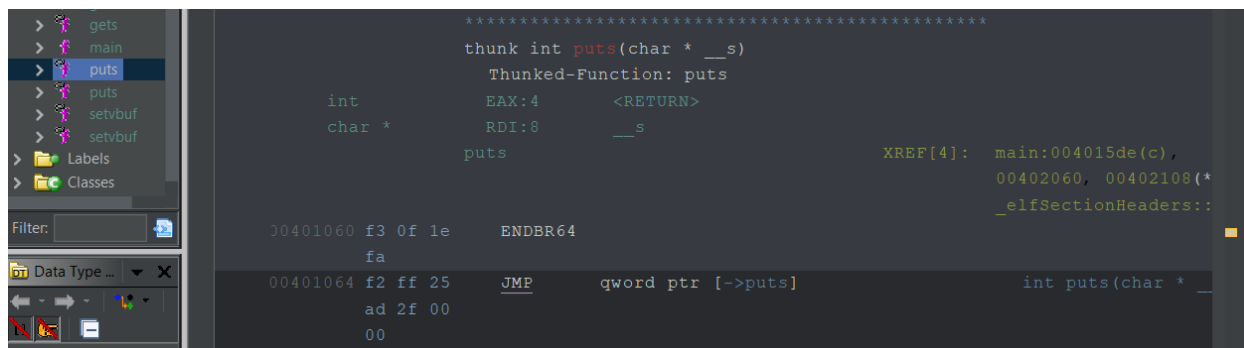 gets
main
puts
puts
setvbuf
setvbuf
Labels
Classes
Filter:
Data Type ...
**************************************************
thunk int puts(char * __s)
Thunked-Function: puts
int EAX:4 <RETURN>
char * RDI:8 __s
puts XREF[4]: main:004015de(c),
00402060, 00402108(*
_elfSectionHeaders::
00401060 f3 0f 1e ENDBR64
fa
00401064 f2 ff 25 JMP qword ptr [->puts] int puts(char * __
ad 2f 00
00